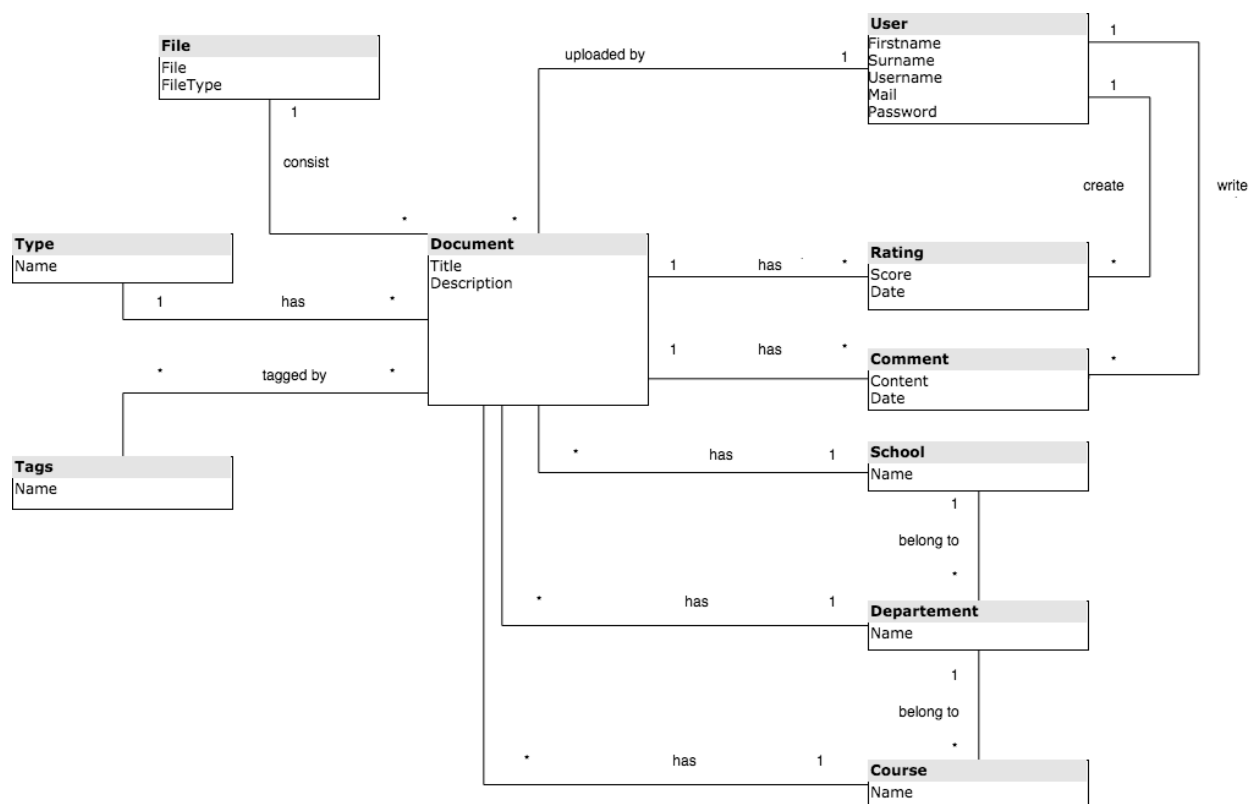 User
Firstname
Surname
Username
Mail
Password
File
File
FileType
uploaded by
1
1
1
1
consist
create
write
*
*
Type
Name
Document
Title
Description
Rating
Score
Date
1
has
*
*
1
has
*
1
has
*
Comment
Content
Date
*
*
tagged by
*
Tags
Name
School
Name
*
has
1
1
belong to
*
Departement
Name
*
has
1
1
belong to
*
Course
Name
*
has
1